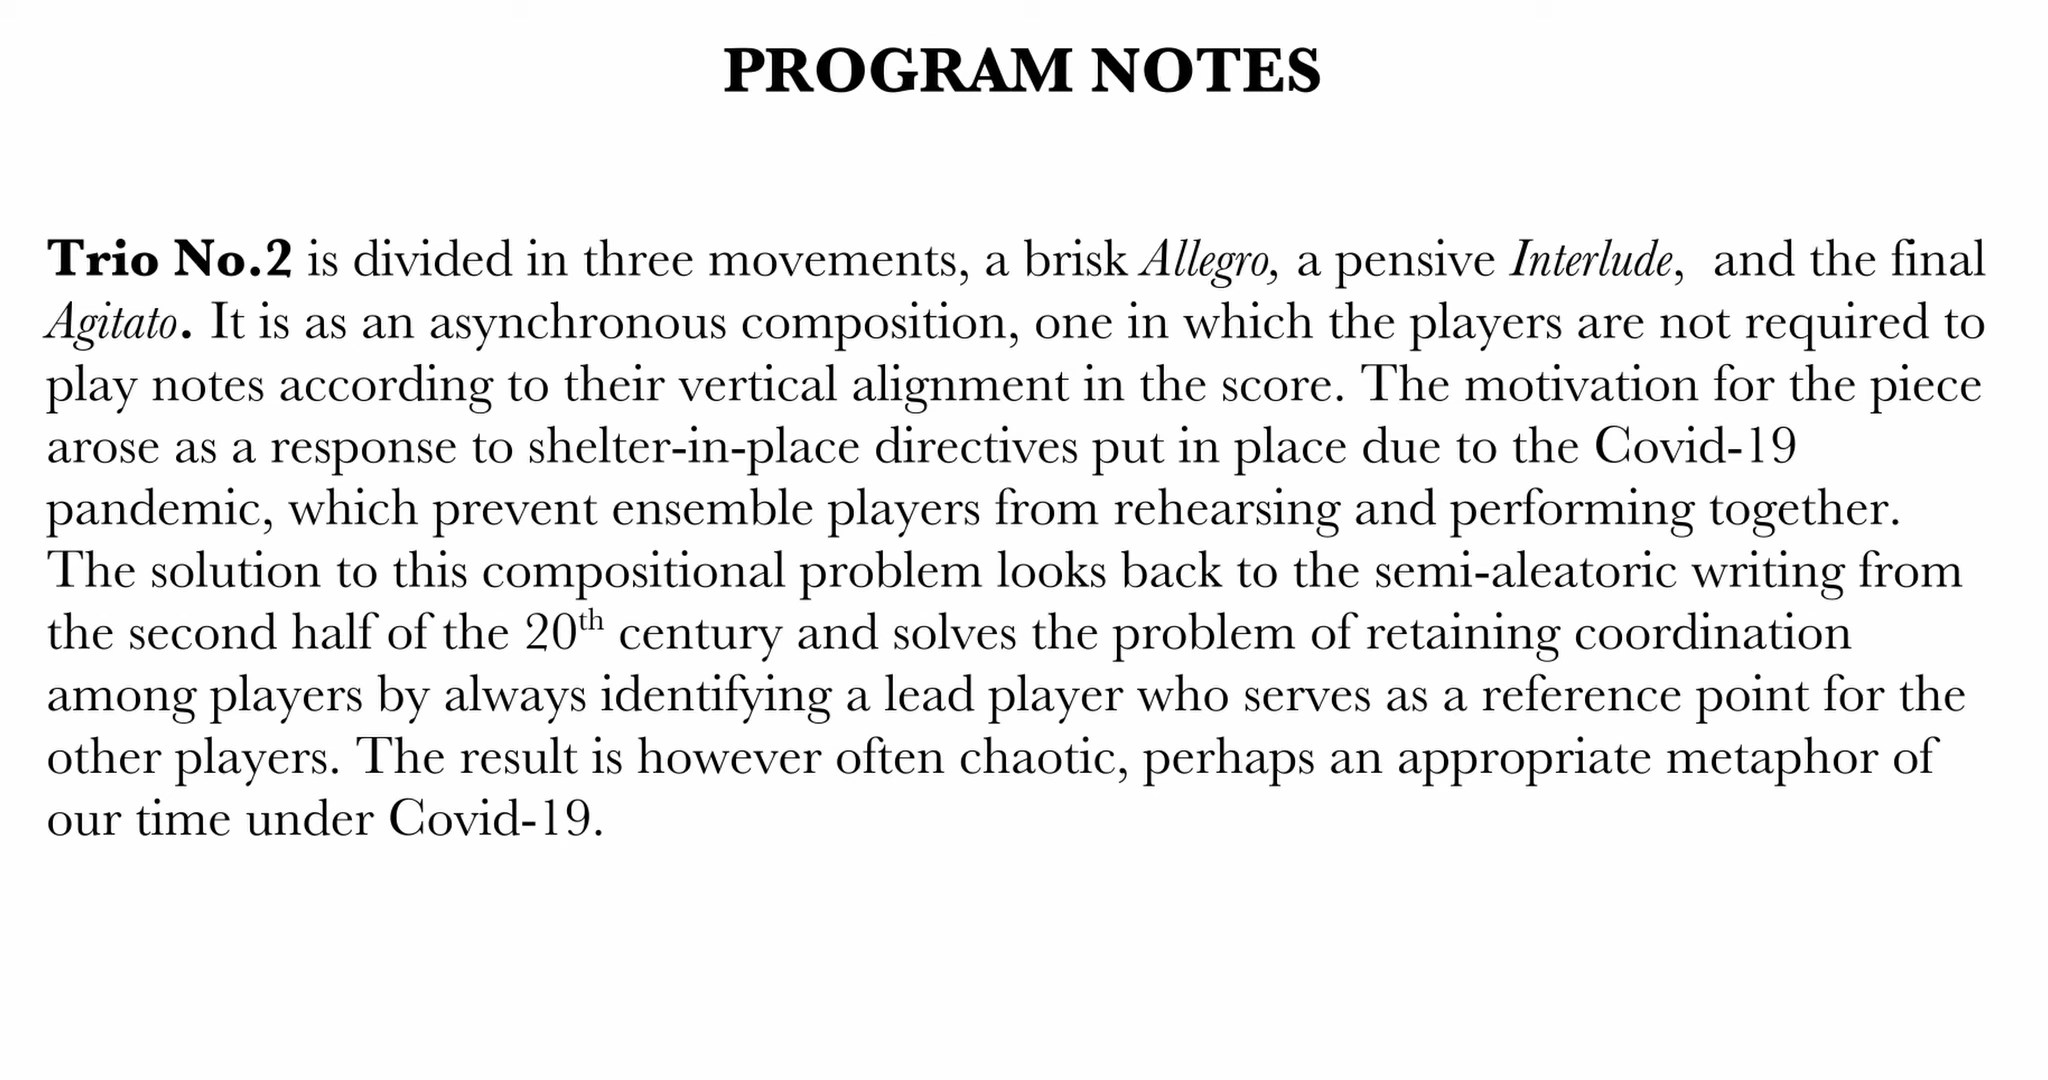 PROGRAM NOTES
Trio No.2 is divided in three movements, a brisk Allegro, a pensive Interlude,  and the final
Agitato. It is as an asynchronous composition, one in which the players are not required to
play notes according to their vertical alignment in the score. The motivation for the piece
arose as a response to shelter-in-place directives put in place due to the Covid-19
pandemic, which prevent ensemble players from rehearsing and performing together.
The solution to this compositional problem looks back to the semi-aleatoric writing from
the second half of the 20th century and solves the problem of retaining coordination
among players by always identifying a lead player who serves as a reference point for the
other players. The result is however often chaotic, perhaps an appropriate metaphor of
our time under Covid-19.